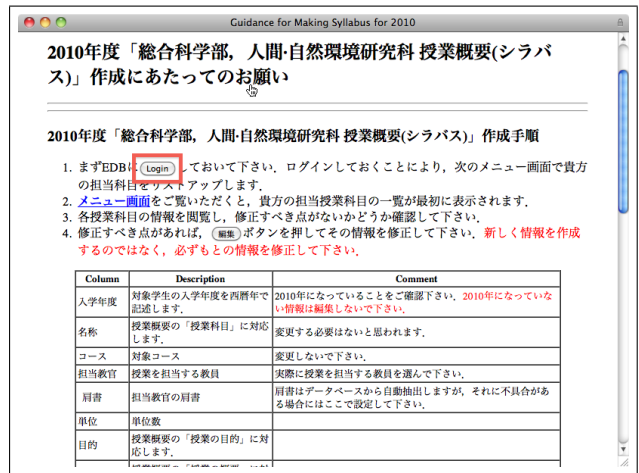 Guidance for Making Syllabus for 2010
2010年度「総合科学部，人間·自然環境研究科 授業概要(シラバ
ス)」作成にあたってのお願い
2010年度「総合科学部，人間·自然環境研究科 授業概要(シラバス)」作成手順
1. まずEDBに Login しておいて下さい．ログインしておくことにより，次のメニュー画面で貴方
の担当科目をリストアップします．
2. メニュー画面をご覧いただくと，貴方の担当授業科目の一覧が最初に表示されます．
3. 各授業科目の情報を閲覧し，修正すべき点がないかどうか確認して下さい．
4. 修正すべき点があれば， 編集 ボタンを押してその情報を修正して下さい．新しく情報を作成
するのではなく，必ずもとの情報を修正して下さい．
Column Description Comment
入学年度 対象学生の入学年度を西暦年で 2010年になっていることをご確認下さい．2010年になっていな
記述します． い情報は編集しないで下さい．
名称 授業概要の「授業科目」に対応 変更する必要はないと思われます．
します．
コース 対象コース 変更しないで下さい．
担当教官 授業を担当する教員 実際に授業を担当する教員を選んで下さい．
肩書 担当教官の肩書 肩書はデータベースから自動抽出しますが，それに不具合があ
る場合にはここで設定して下さい．
単位 単位数
目的 授業概要の「授業の目的」に対
応します．